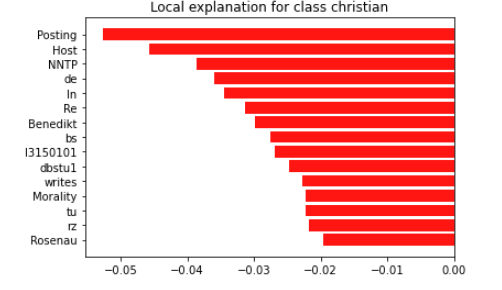 Local explanation for class christian
Posting
Host
NNTP
de
In
Re
Benedikt
bs
I3150101
dbstu1
writes
Morality
tu
rz
Rosenau
−0.05 −0.04 −0.03 −0.02 −0.01 0.00